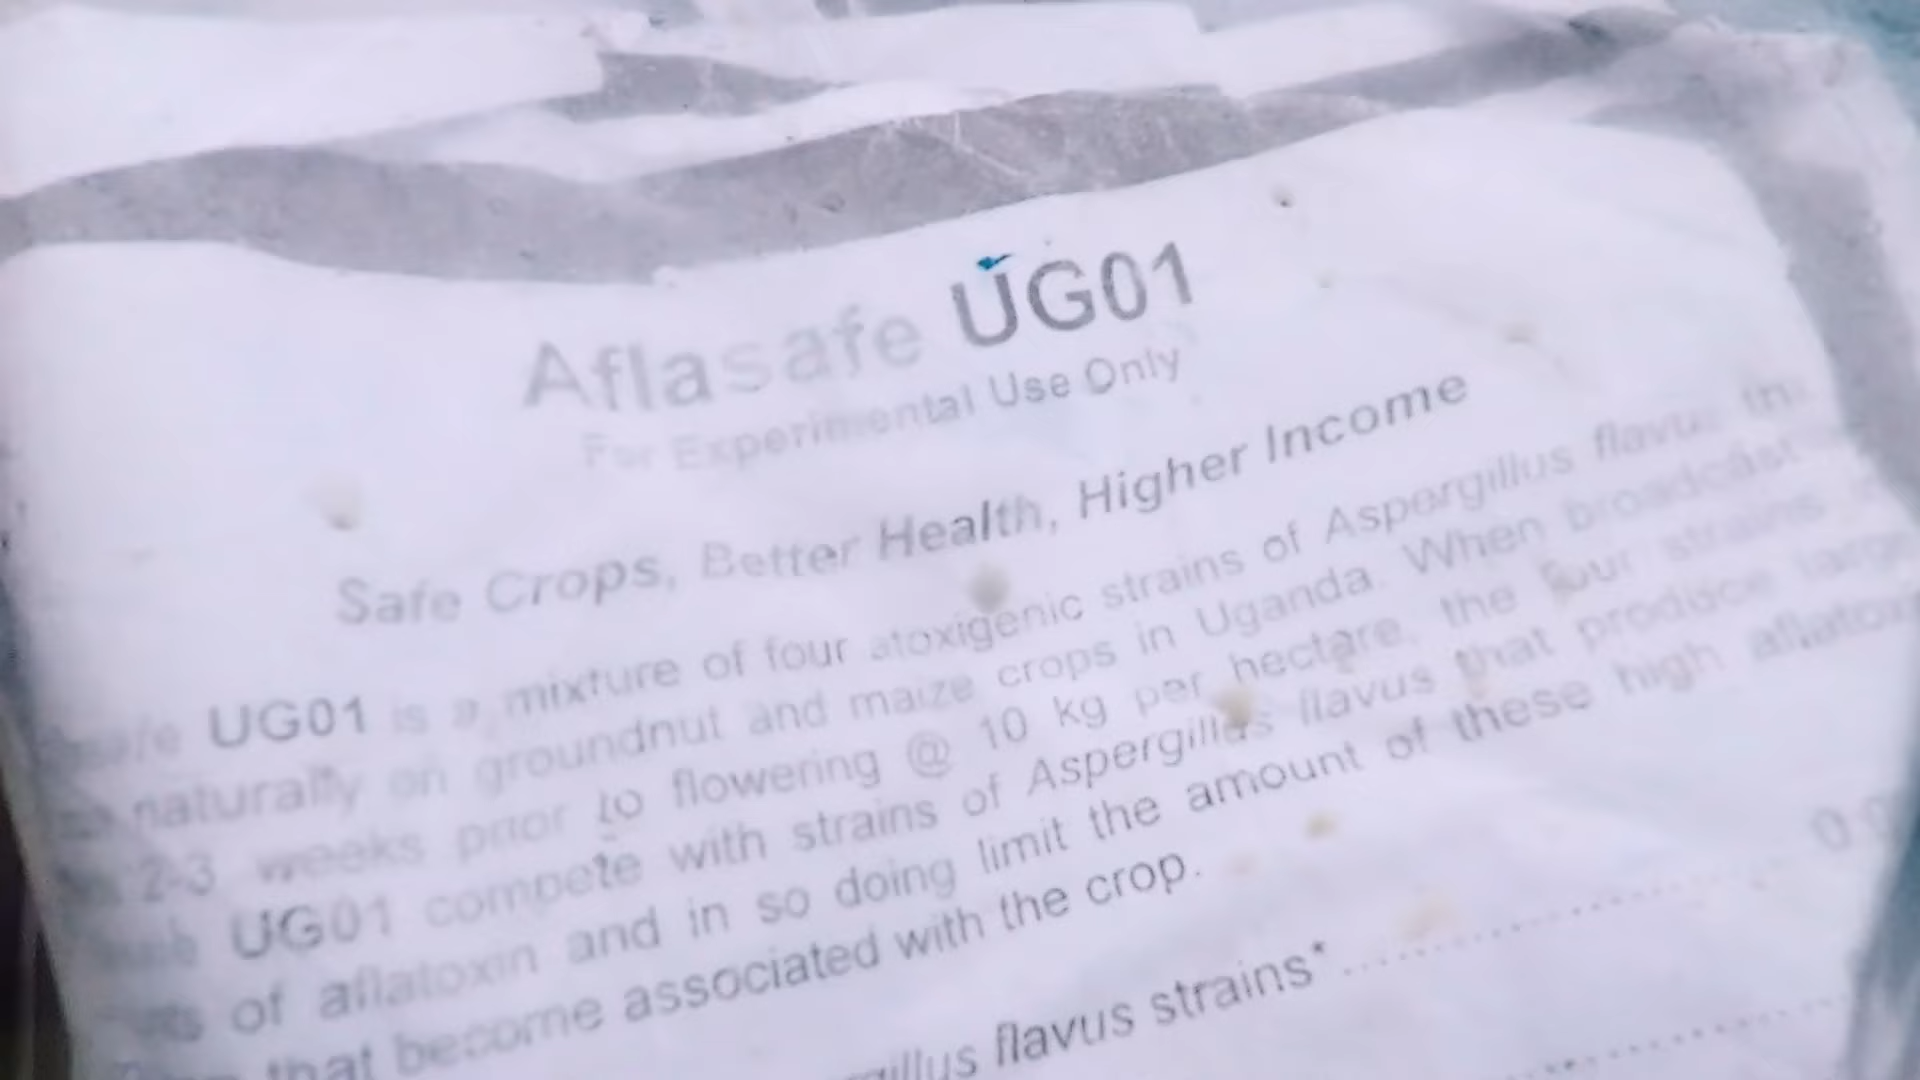 Aflasafe UG01
For Experimental Use Only
Safe Crops, Better Health, Higher Income
UG01 is a mixture of four atoxigenic strains of Aspergillus flavus
naturally on groundnut and maize crops in Uganda. When broadcast
2-3 weeks prior to flowering @ 10 kg per hectare, the four strains
UG01 compete with strains of Aspergillus flavus that produce large
of aflatoxin and in so doing limit the amount of these high
that become associated with the crop.
flavus strains*